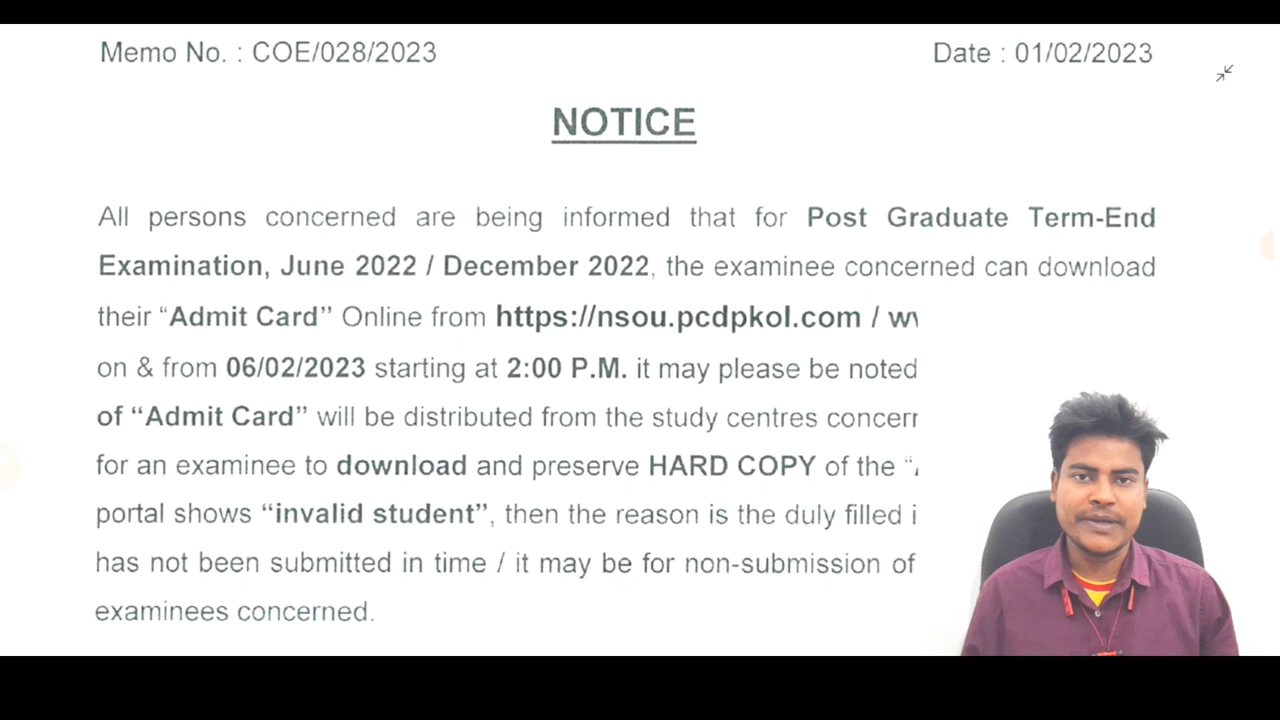 Memo No. : COE/028/2023 Date : 01/02/2023
NOTICE
All persons concerned are being informed that for Post Graduate Term-End
Examination, June 2022 / December 2022, the examinee concerned can download
their “Admit Card” Online from https://nsou.pcdpkol.com /
on & from 06/02/2023 starting at 2:00 P.M. it may please be noted
of “Admit Card” will be distributed from the study centres
for an examinee to download and preserve HARD COPY of the
portal shows “invalid student”, then the reason is the duly filled
has not been submitted in time / it may be for non-submission of
examinees concerned.